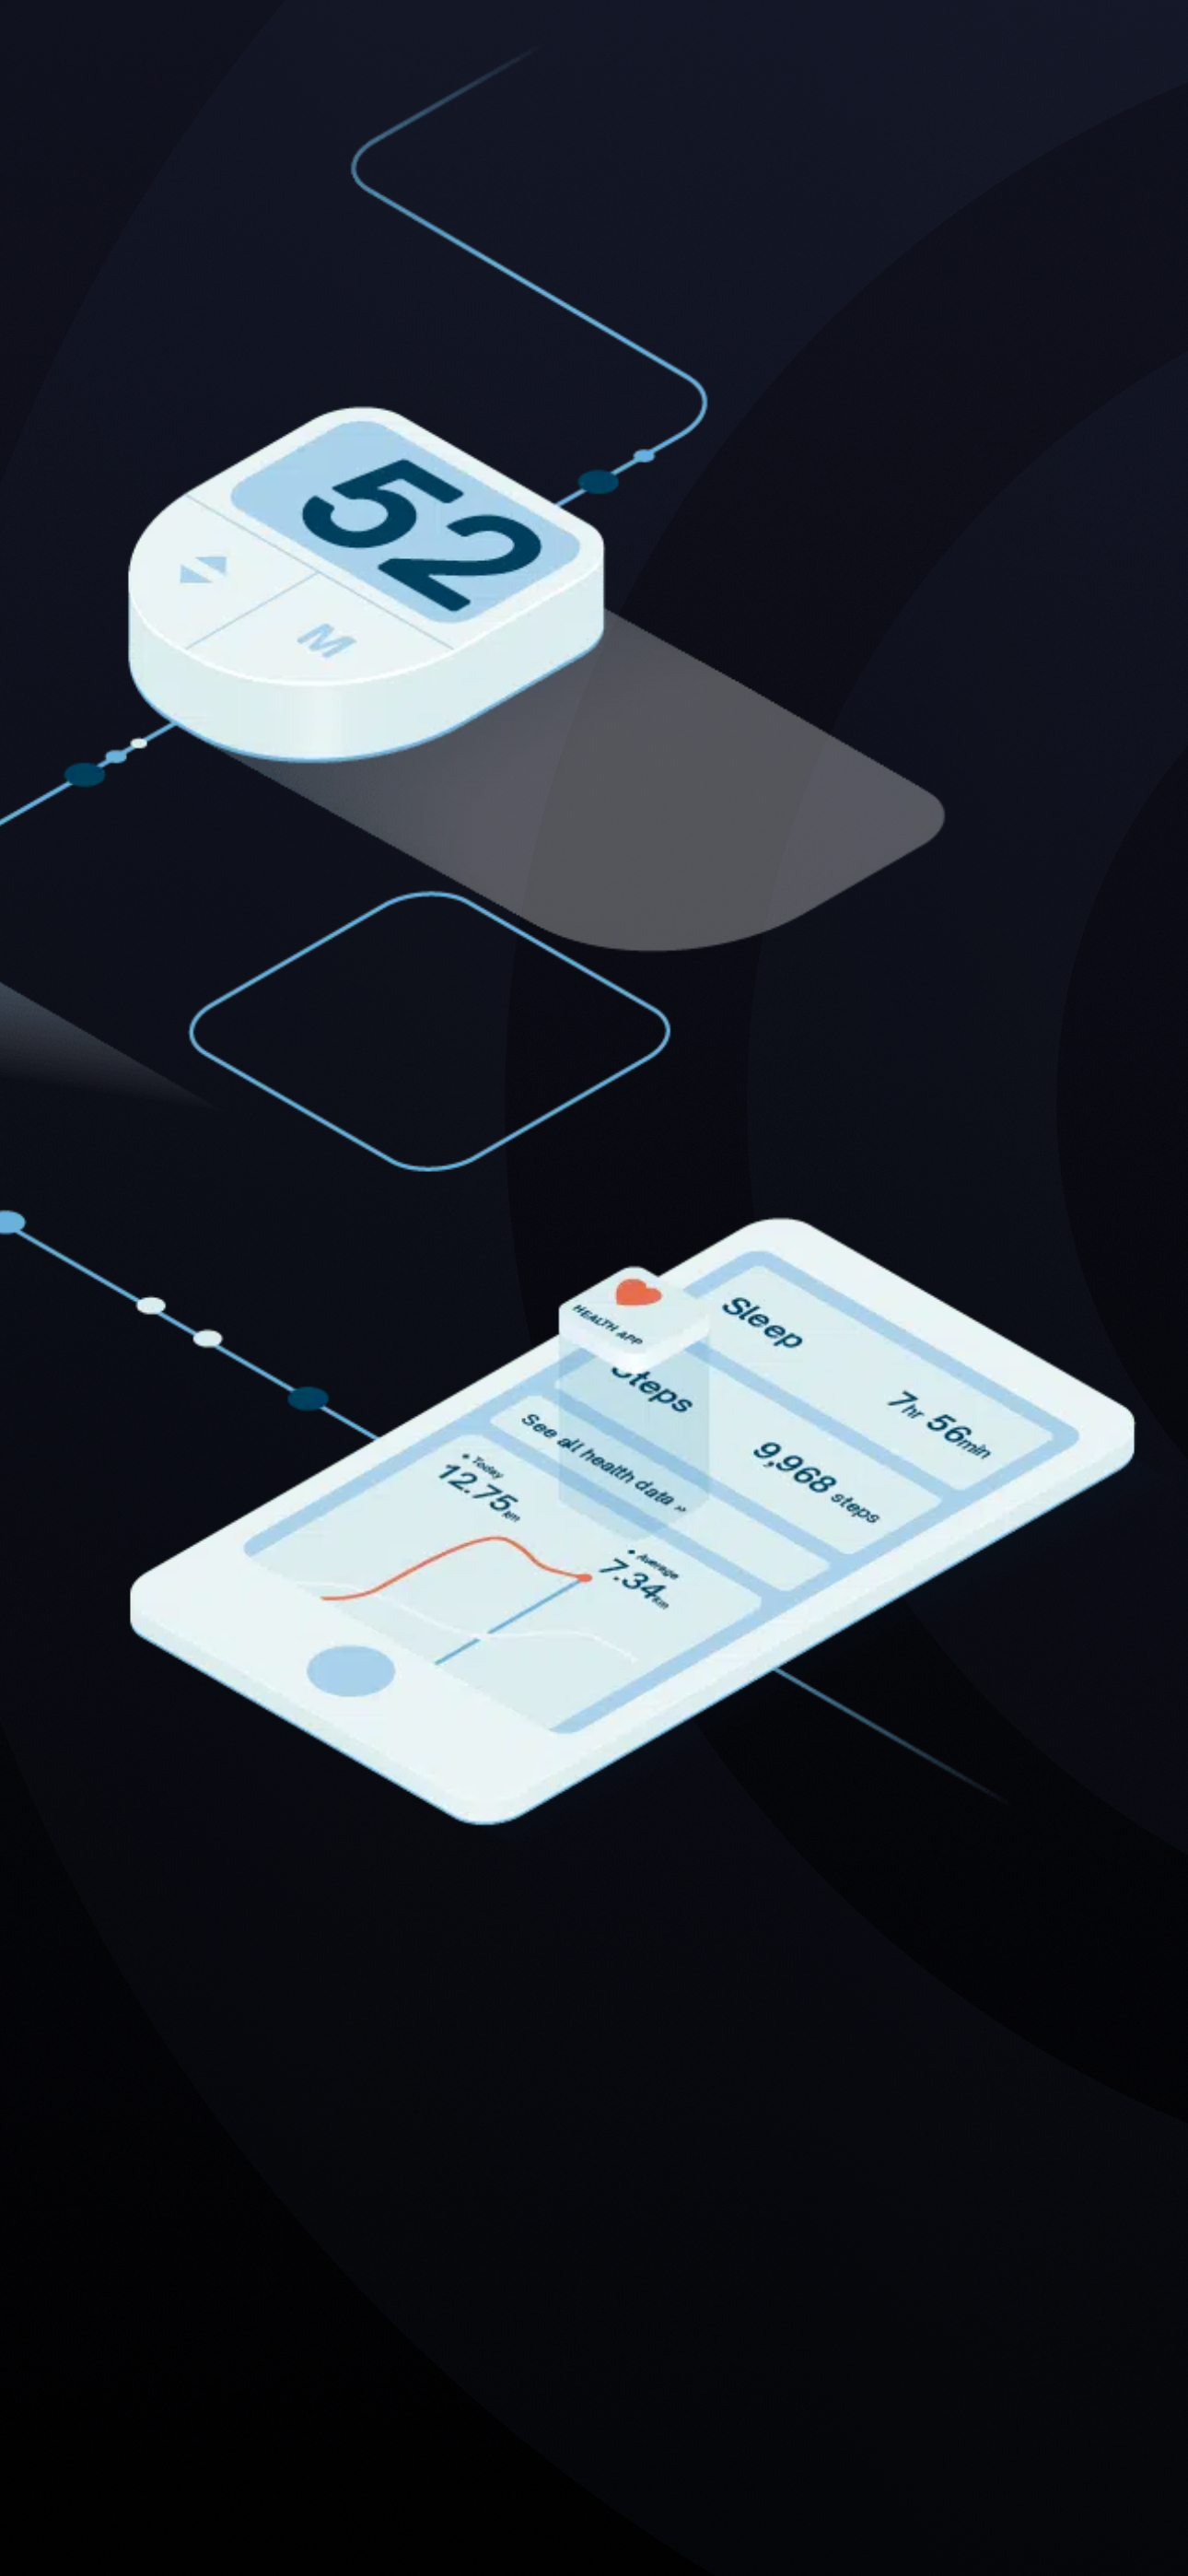 52
M
HEALTH APP
Sleep
7hr 56min
Steps
9,968 steps
See all health data »
• Today
12.75km
• Average
7.34km